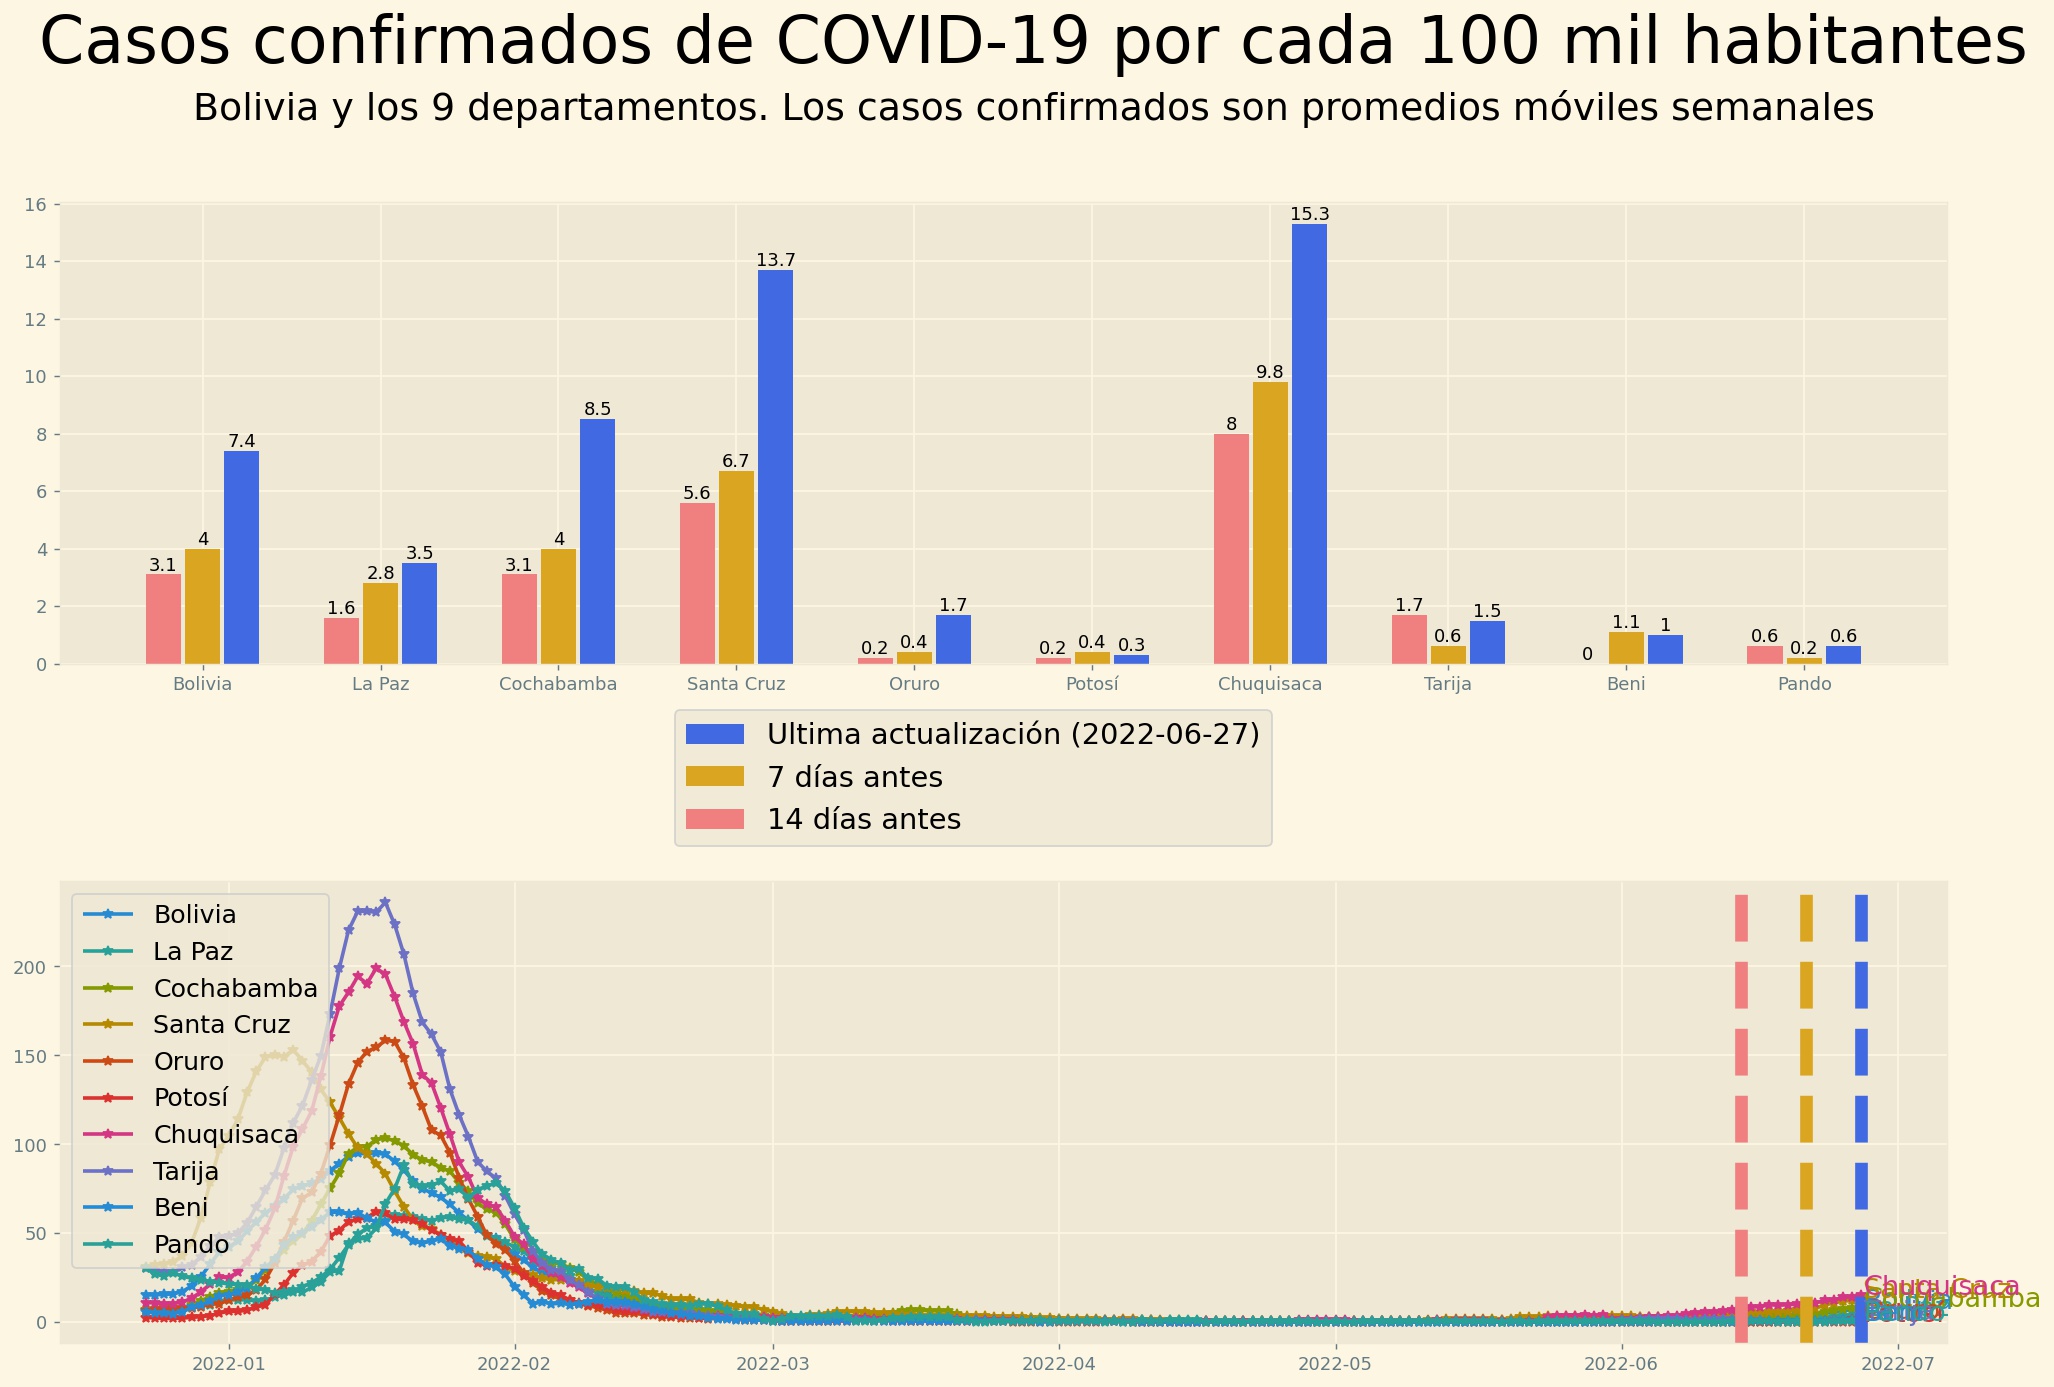 Casos confirmados de COVID-19 por cada 100 mil habitantes
Bolivia y los 9 departamentos. Los casos confirmados son promedios móviles semanales
16
14
12
10
8
6
4
2
0
3.1
4
7.4
1.6
2.8
3.5
3.1
4
8.5
5.6
6.7
13.7
0.2
0.4
1.7
0.2
0.4
0.3
8
9.8
15.3
1.7
0.6
1.5
0
1.1
1
0.6
0.2
0.6
Bolivia
La Paz
Cochabamba
Santa Cruz
Oruro
Potosí
Chuquisaca
Tarija
Beni
Pando
Ultima actualización (2022-06-27)
7 días antes
14 días antes
200
150
100
50
0
Bolivia
La Paz
Cochabamba
Santa Cruz
Oruro
Potosí
Chuquisaca
Tarija
Beni
Pando
Chuquisaca
Santa Cruz
Cochabamba
2022-01
2022-02
2022-03
2022-04
2022-05
2022-06
2022-07